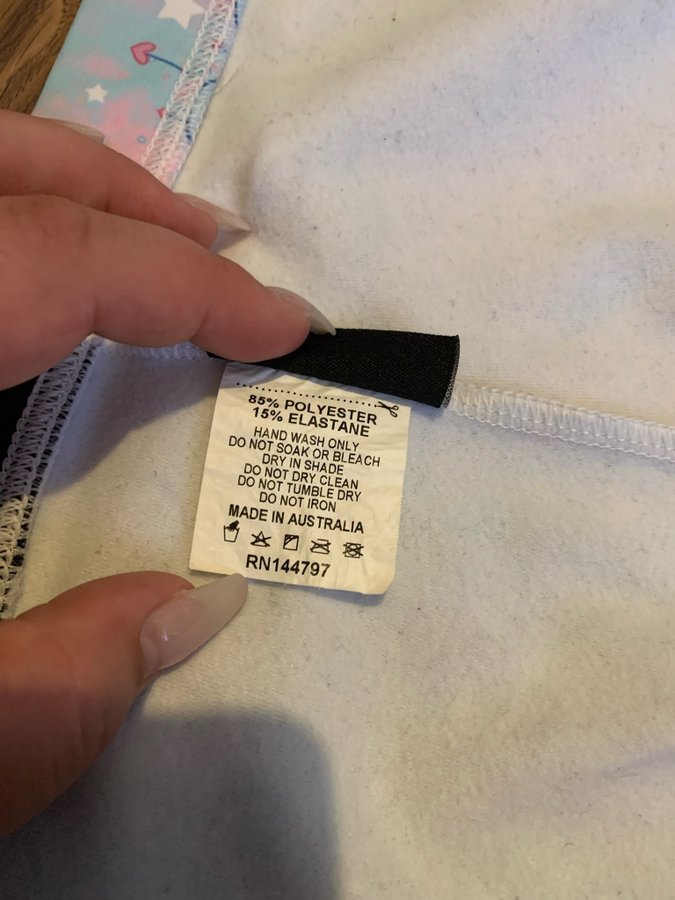 85% POLYESTER
15% ELASTANE
HAND WASH ONLY
DO NOT SOAK OR BLEACH
DRY IN SHADE
DO NOT DRY CLEAN
DO NOT TUMBLE DRY
DO NOT IRON
MADE IN AUSTRALIA
RN144797